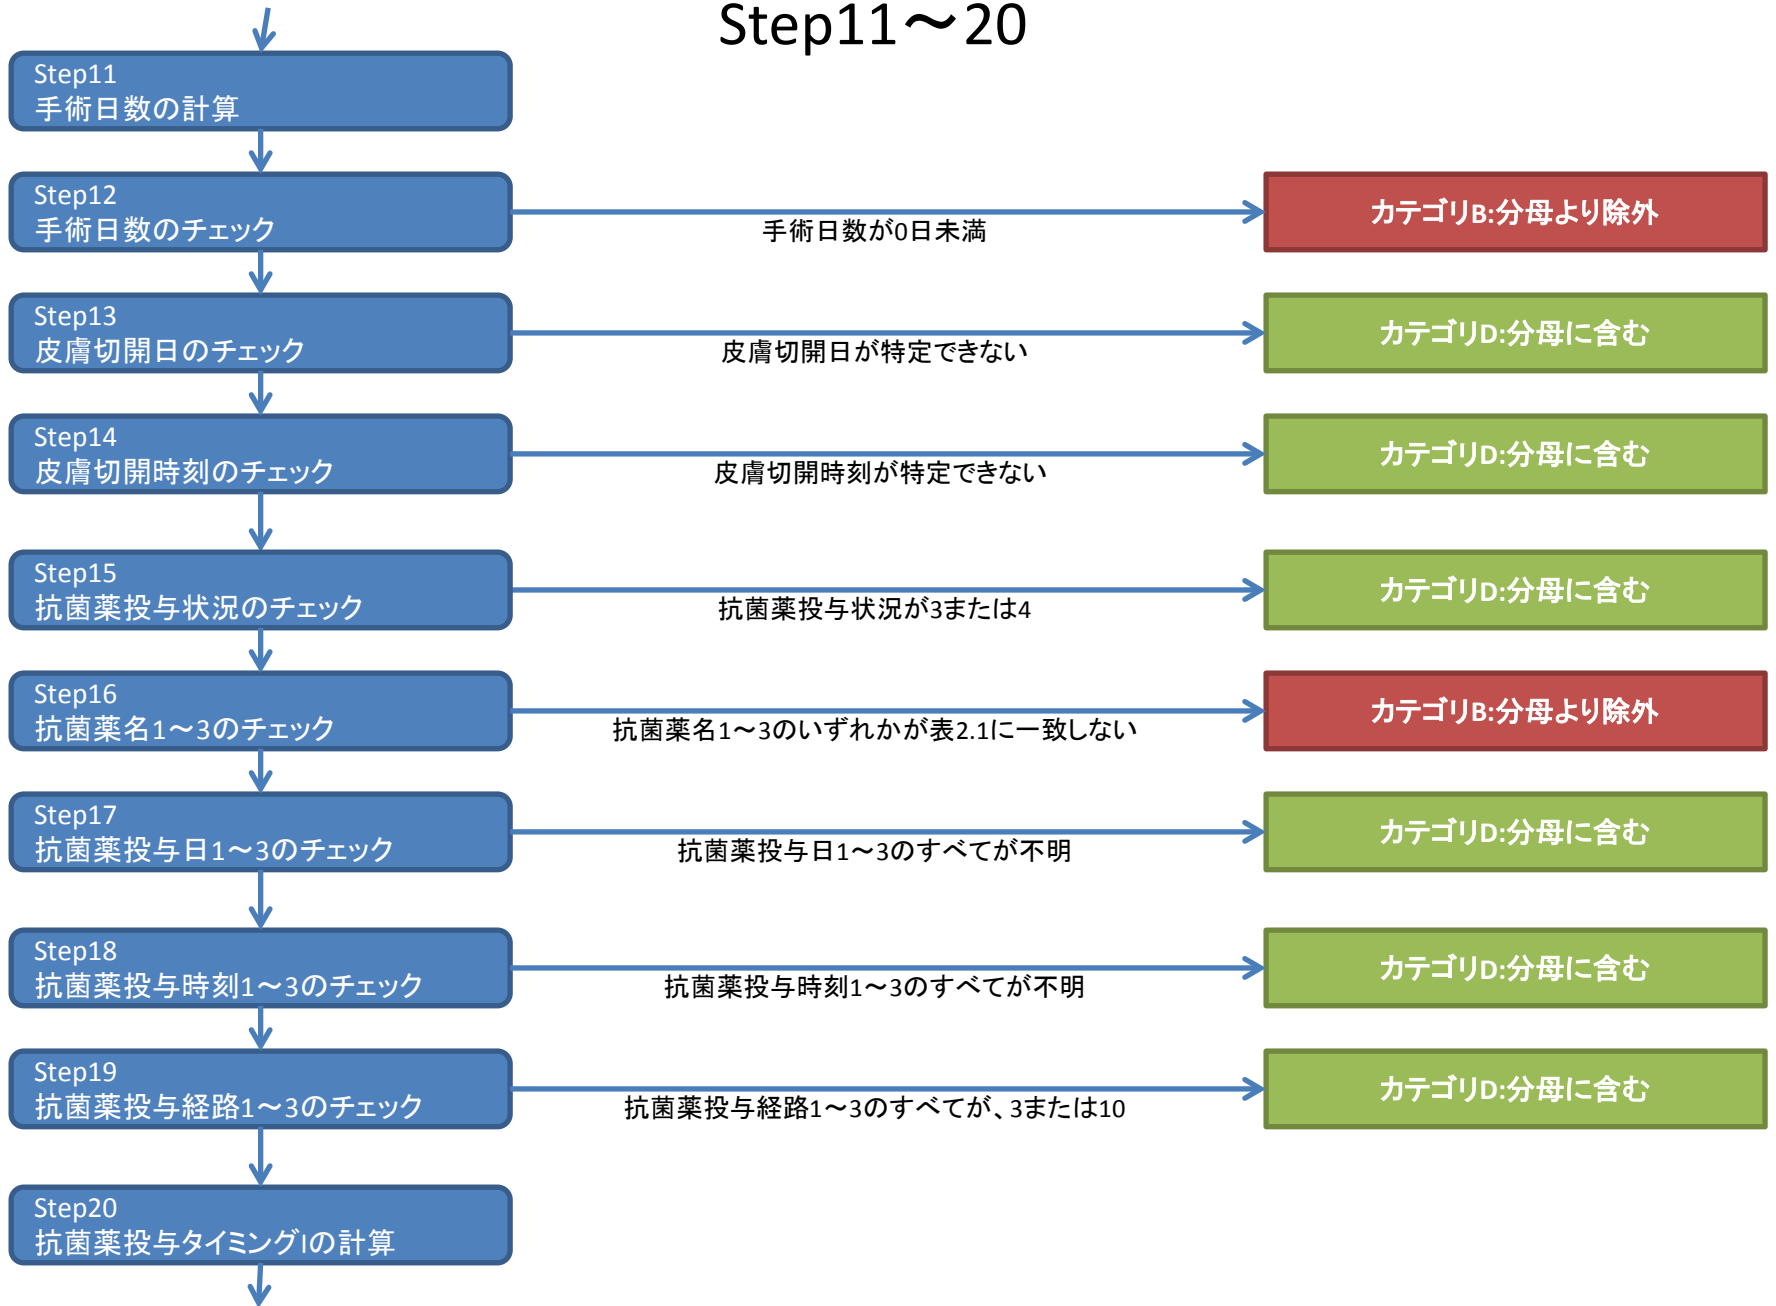 Step11～20
Step11
手術日数の計算
Step12
手術日数のチェック
手術日数が0日未満
カテゴリB:分母より除外
Step13
皮膚切開日のチェック
皮膚切開日が特定できない
カテゴリD:分母に含む
Step14
皮膚切開時刻のチェック
皮膚切開時刻が特定できない
カテゴリD:分母に含む
Step15
抗菌薬投与状況のチェック
抗菌薬投与状況が3または4
カテゴリD:分母に含む
Step16
抗菌薬名1～3のチェック
抗菌薬名1～3のいずれかが表2.1に一致しない
カテゴリB:分母より除外
Step17
抗菌薬投与日1～3のチェック
抗菌薬投与日1～3のすべてが不明
カテゴリD:分母に含む
Step18
抗菌薬投与時刻1～3のチェック
抗菌薬投与時刻1～3のすべてが不明
カテゴリD:分母に含む
Step19
抗菌薬投与経路1～3のチェック
抗菌薬投与経路1～3のすべてが、3または10
カテゴリD:分母に含む
Step20
抗菌薬投与タイミングIの計算